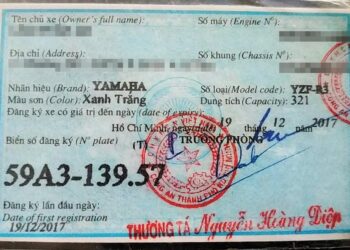 Tên chủ xe (Owner's full name):
Số máy (Engine N°)
Địa chỉ (Address):
Số khung (Chassis N°)
Nhãn hiệu (Brand): YAMAHA
Số loại (Model code): YZF-R3
Màu sơn (Color): Xanh Trắng
Dung tích (Capacity): 321
Đăng ký xe có giá trị đến ngày (date of expiry)
Hồ Chí Minh, ngày (date) 19 12 2017
Biển số đăng ký (N° plate) (T)
TRƯỞNG PHÒNG
59A3-139.57
Đăng ký lần đầu ngày:
Date of first registration
19/12/2017
THƯỢNG TÁ Nguyễn Hoàng Điệp